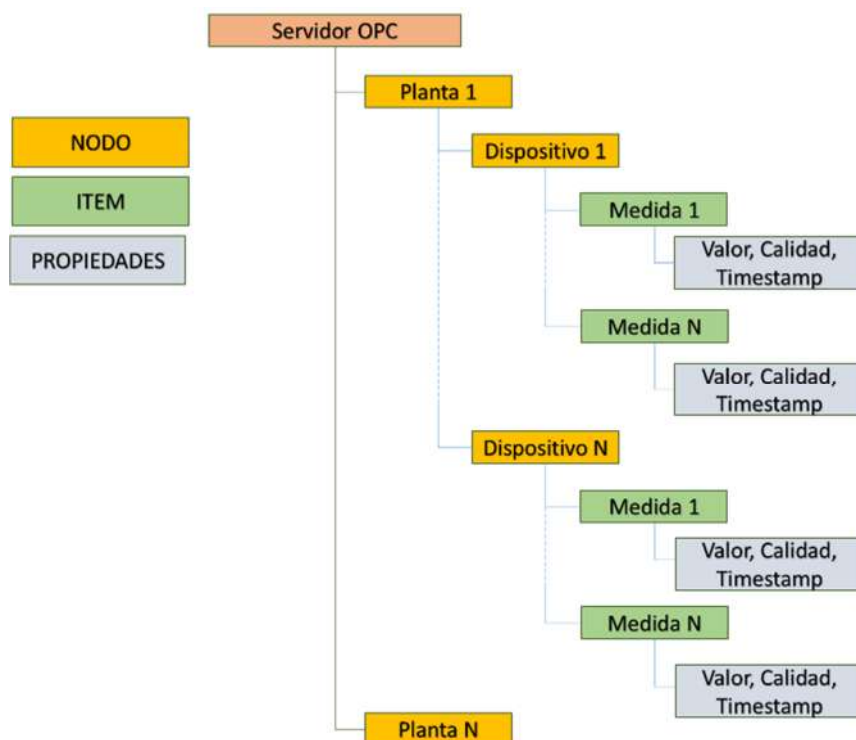 Servidor OPC
Planta 1
NODO
Dispositivo 1
ITEM
Medida 1
PROPIEDADES
Valor, Calidad,
Timestamp
Medida N
Valor, Calidad,
Timestamp
Dispositivo N
Medida 1
Valor, Calidad,
Timestamp
Medida N
Valor, Calidad,
Timestamp
Planta N